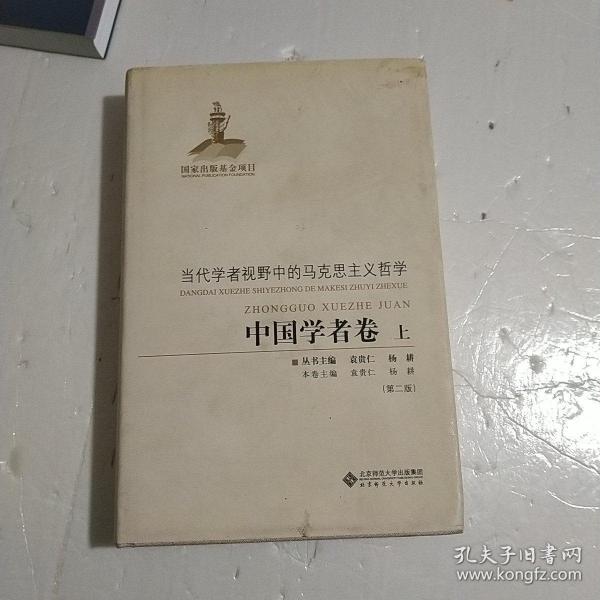 国家出版基金项目
NATIONAL PUBLICATION FOUNDATION
当代学者视野中的马克思主义哲学
DANGDAI XUEZHE SHIYEZHONG DE MAKESI ZHUYI ZHEXUE
ZHONGGUO XUEZHE JUAN
中国学者卷 上
丛书主编 袁贵仁 杨耕
本卷主编 袁贵仁 杨耕
(第二版)
北京师范大学出版集团
北京师范大学出版社
孔夫子旧书网
www.kongfz.com